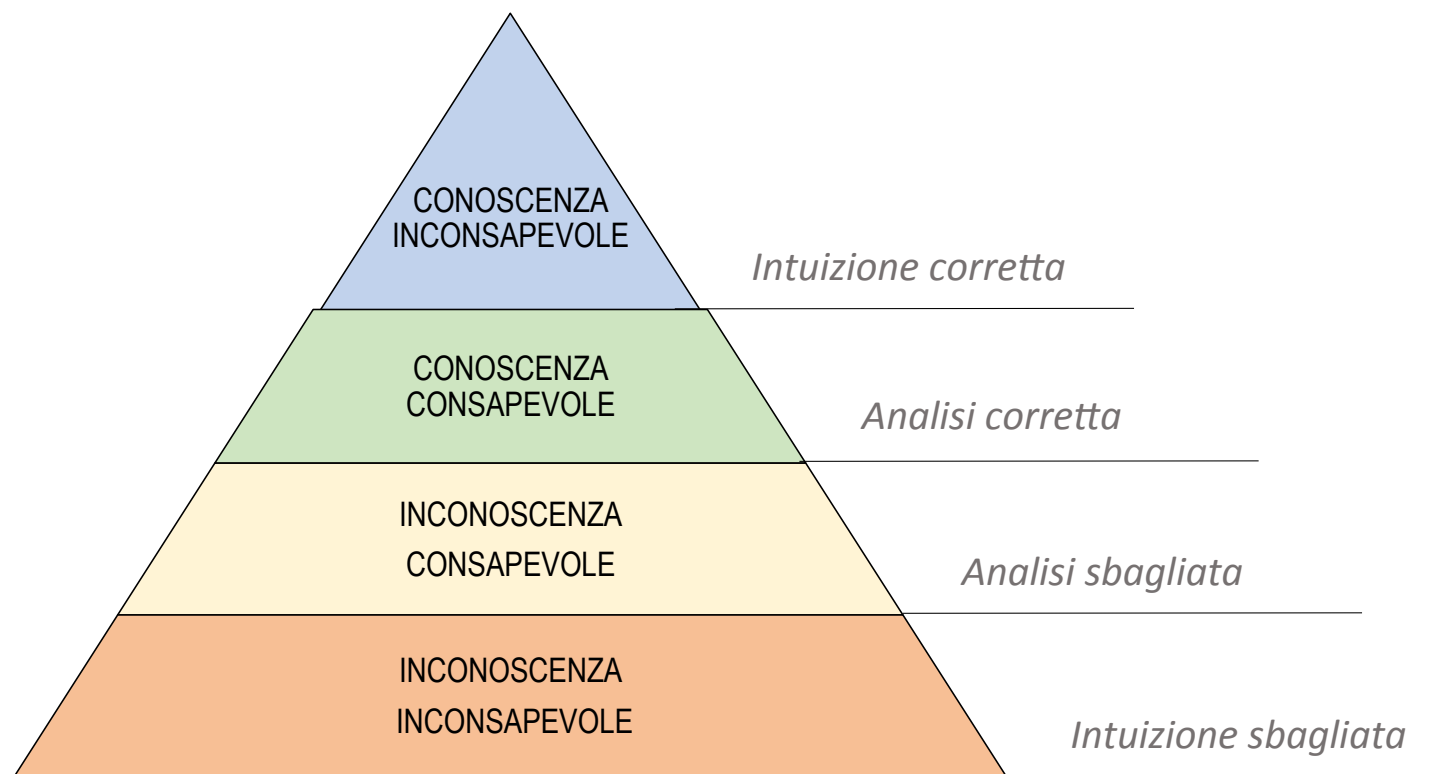 CONOSCENZA
INCONSAPEVOLE
Intuizione corretta
CONOSCENZA
CONSAPEVOLE
Analisi corretta
INCONOSCENZA
CONSAPEVOLE
Analisi sbagliata
INCONOSCENZA
INCONSAPEVOLE
Intuizione sbagliata